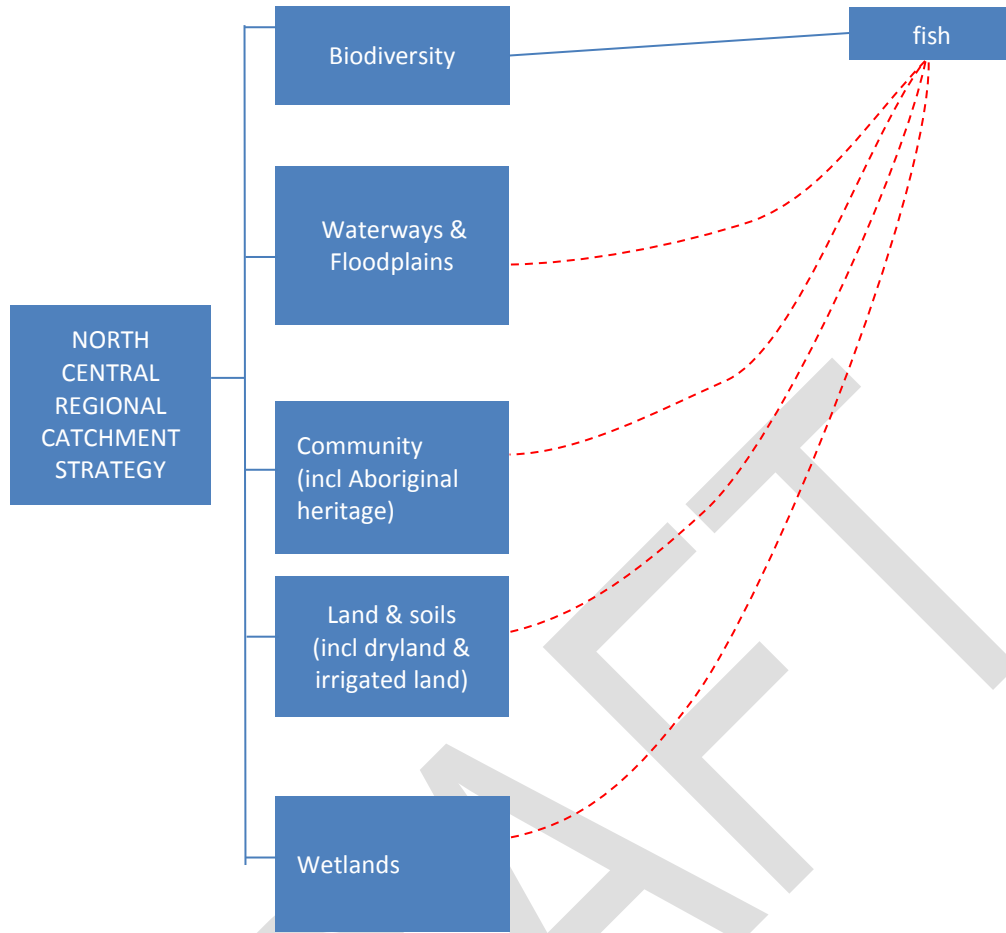 Biodiversity
fish
Waterways &
Floodplains
NORTH
CENTRAL
REGIONAL
CATCHMENT
STRATEGY
Community
(incl Aboriginal
heritage)
Land & soils
(incl dryland &
irrigated land)
Wetlands
AFT